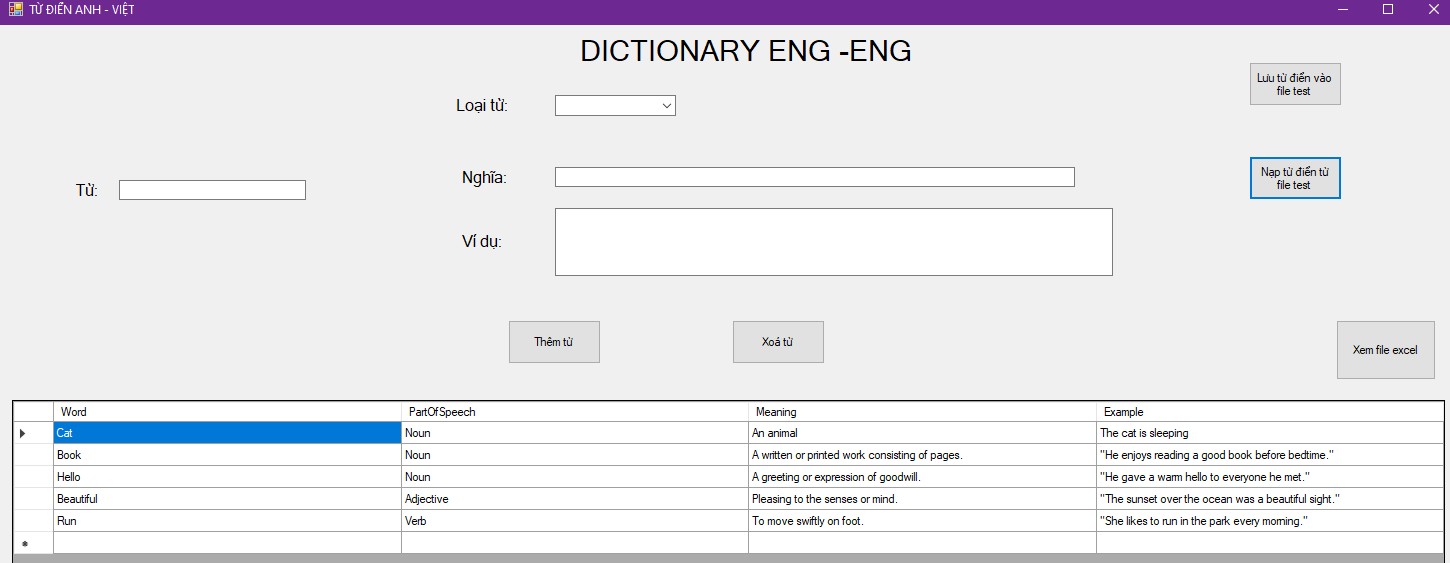 TỪ ĐIỂN ANH - VIỆT
DICTIONARY ENG -ENG
Lưu từ điển vào
file test
Loại từ:
Nghĩa:
Nạp từ điển từ
file test
Từ:
Ví dụ:
Thêm từ
Xoá từ
Xem file excel
Word PartOfSpeech Meaning Example
Cat Noun An animal The cat is sleeping
Book Noun A written or printed work consisting of pages. "He enjoys reading a good book before bedtime."
Hello Noun A greeting or expression of goodwill. "He gave a warm hello to everyone he met."
Beautiful Adjective Pleasing to the senses or mind. "The sunset over the ocean was a beautiful sight."
Run Verb To move swiftly on foot. "She likes to run in the park every morning."